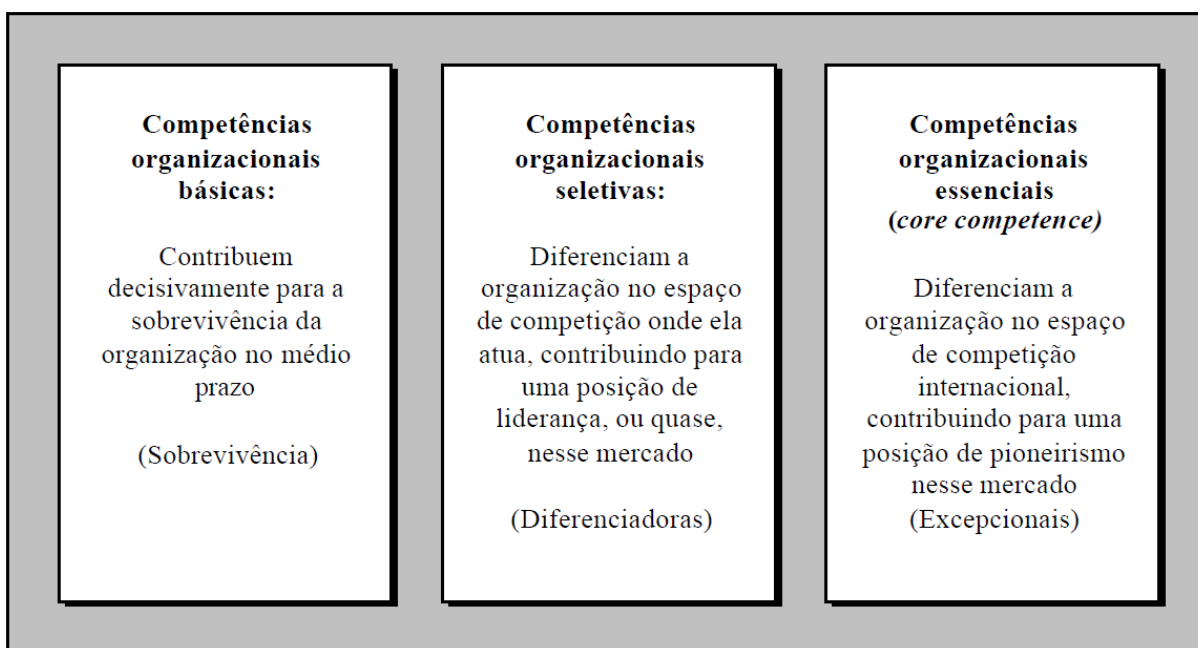 Competências
organizacionais
básicas:
Contribuem
decisivamente para a
sobrevivência da
organização no médio
prazo
(Sobrevivência)
Competências
organizacionais
seletivas:
Diferenciam a
organização no espaço
de competição onde ela
atua, contribuindo para
uma posição de
liderança, ou quase,
nesse mercado
(Diferenciadoras)
Competências
organizacionais
essenciais
(core competence)
Diferenciam a
organização no espaço
de competição
internacional,
contribuindo para uma
posição de pioneirismo
nesse mercado
(Excepcionais)